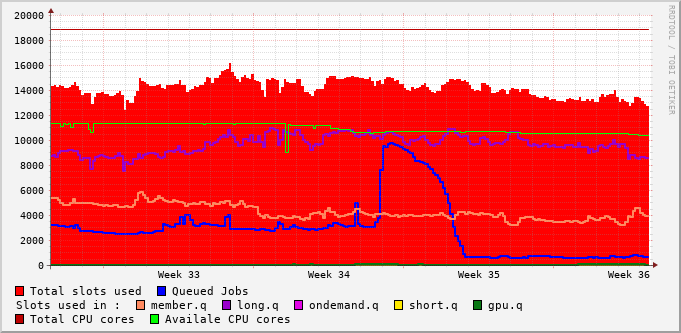 20000
18000
16000
14000
12000
10000
8000
6000
4000
2000
0
Week 33 Week 34 Week 35 Week 36
Total slots used Queued Jobs
Slots used in : member.q long.q ondemand.q short.q gpu.q
Total CPU cores Availale CPU cores
RRDTOOL / TOBI OETIKER